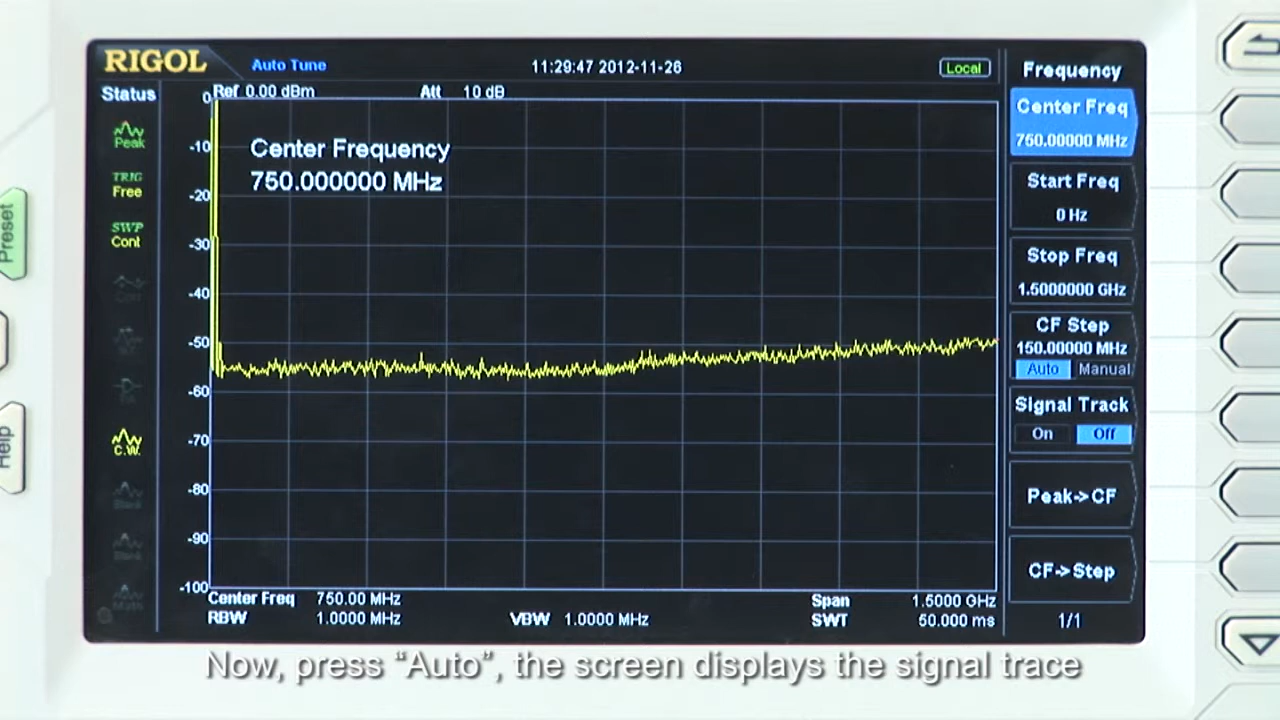 RIGOL
Auto Tune
11:29:47 2012-11-26
Local
Status
Ref 0.00 dBm
Att 10 dB
Peak
TRIG
Free
SWP
Cont
C.W.
0
-10
-20
-30
-40
-50
-60
-70
-80
-90
-100
Center Frequency
750.000000 MHz
Center Freq 750.00 MHz
Span 1.5000 GHz
RBW 1.0000 MHz
VBW 1.0000 MHz
SWT 50.000 ms
Frequency
Center Freq
750.00000 MHz
Start Freq
0 Hz
Stop Freq
1.5000000 GHz
CF Step
150.00000 MHz
Auto Manual
Signal Track
On Off
Peak->CF
CF->Step
1/1
Preset
Help
Now, press “Auto”, the screen displays the signal trace